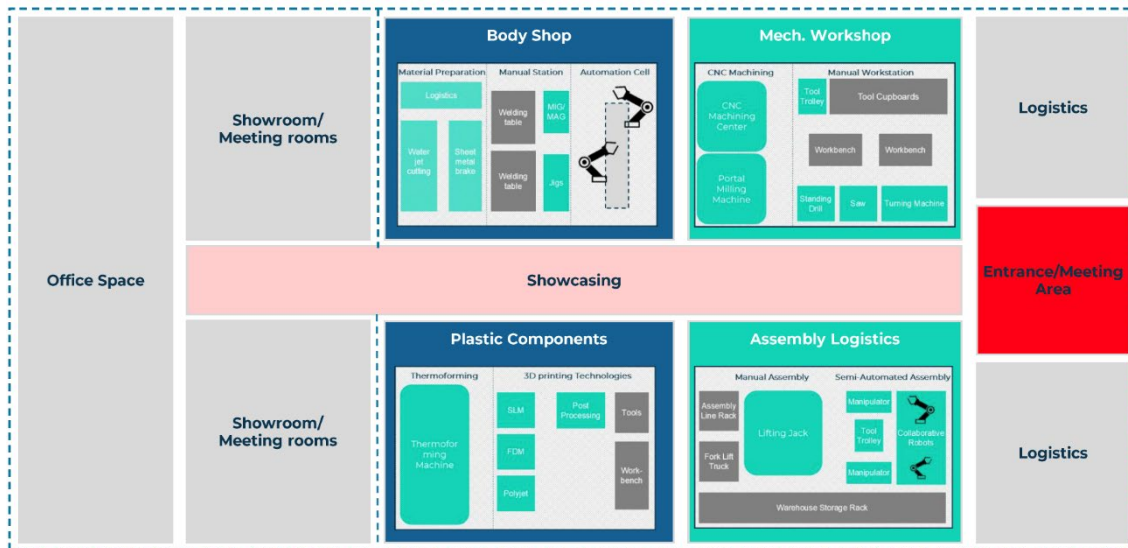 Office Space
Showroom/
Meeting rooms
Body Shop
Material Preparation
Logistics
Water
jet
cutting
Sheet
metal
brake
Manual Station
Welding
table
Welding
table
MIG/
MAG
Jigs
Automation Cell
Mech. Workshop
CNC Machining
CNC
Machining
Center
Portal
Milling
Machine
Manual Workstation
Tool
Trolley
Tool Cupboards
Workbench
Workbench
Standing
Drill
Saw
Turning Machine
Logistics
Showcasing
Entrance/Meeting
Area
Showroom/
Meeting rooms
Plastic Components
Thermoforming
Thermofor
ming
Machine
3D printing Technologies
SLM
FDM
Polyjet
Post
Processing
Tools
Work-
bench
Assembly Logistics
Manual Assembly
Assembly
Line Rack
Fork Lift
Truck
Lifting Jack
Semi-Automated Assembly
Manipulator
Tool
Trolley
Manipulator
Collaborative
Robots
Warehouse Storage Rack
Logistics